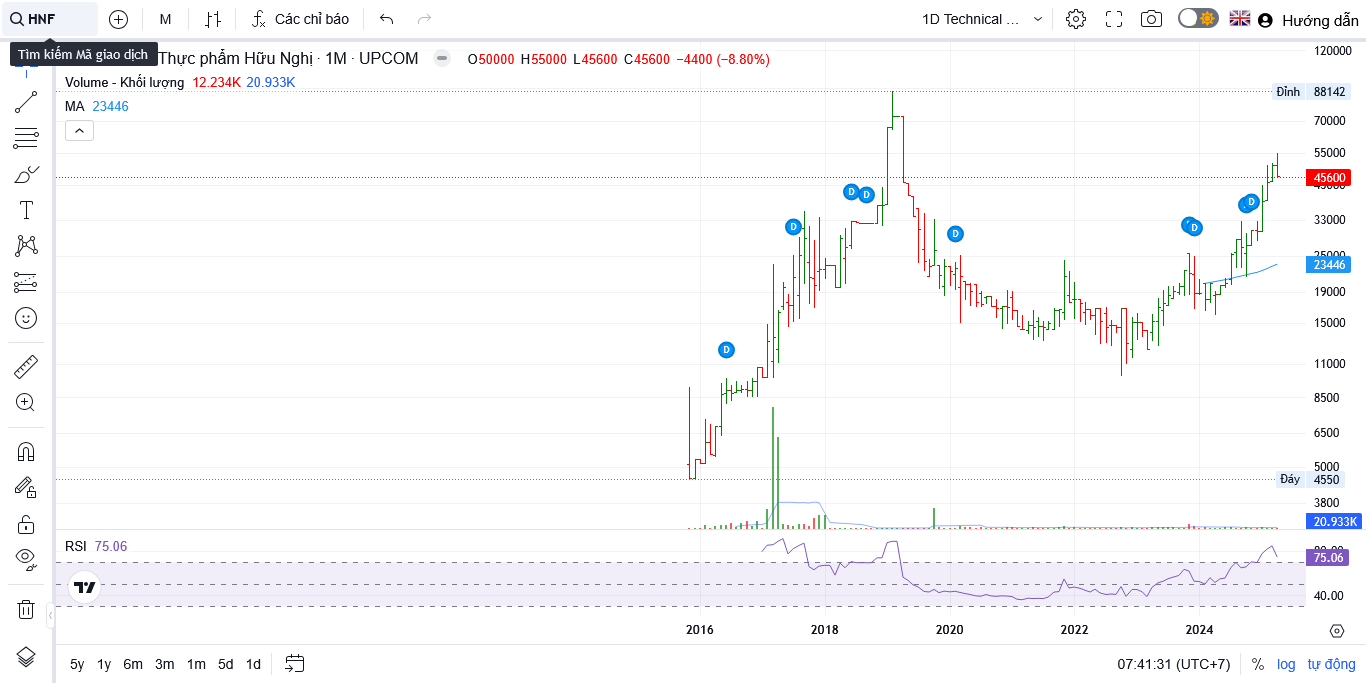 HNF M Các chỉ báo 1D Technical ... Hướng dẫn
Tìm kiếm Mã giao dịch
Thực phẩm Hữu Nghị · 1M · UPCOM O50000 H55000 L45600 C45600 −4400 (−8.80%)
Volume - Khối lượng 12.234K 20.933K
MA 23446
120000
Đỉnh 88142
70000
55000
45600
33000
25000
23446
19000
15000
11000
8500
6500
5000
Đáy 4550
3800
20.933K
D D D D D D D D
RSI 75.06
75.06
40.00
2016 2018 2020 2022 2024
5y 1y 6m 3m 1m 5d 1d 07:41:31 (UTC+7) % log tự động